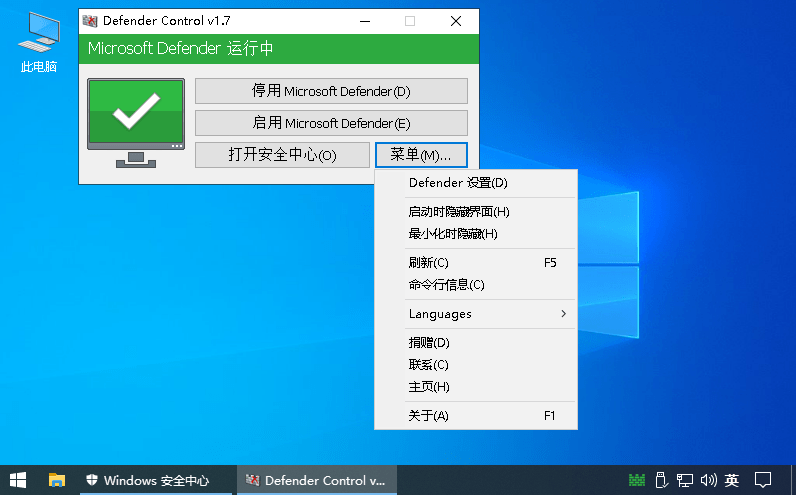 Defender Control v1.7
Microsoft Defender 运行中
此电脑
停用 Microsoft Defender(D)
启用 Microsoft Defender(E)
打开安全中心(O)
菜单(M)...
Defender 设置(D)
启动时隐藏界面(H)
最小化时隐藏(H)
刷新(C) F5
命令行信息(C)
Languages
捐赠(D)
联系(C)
主页(H)
关于(A) F1
Windows 安全中心
Defender Control v...
英